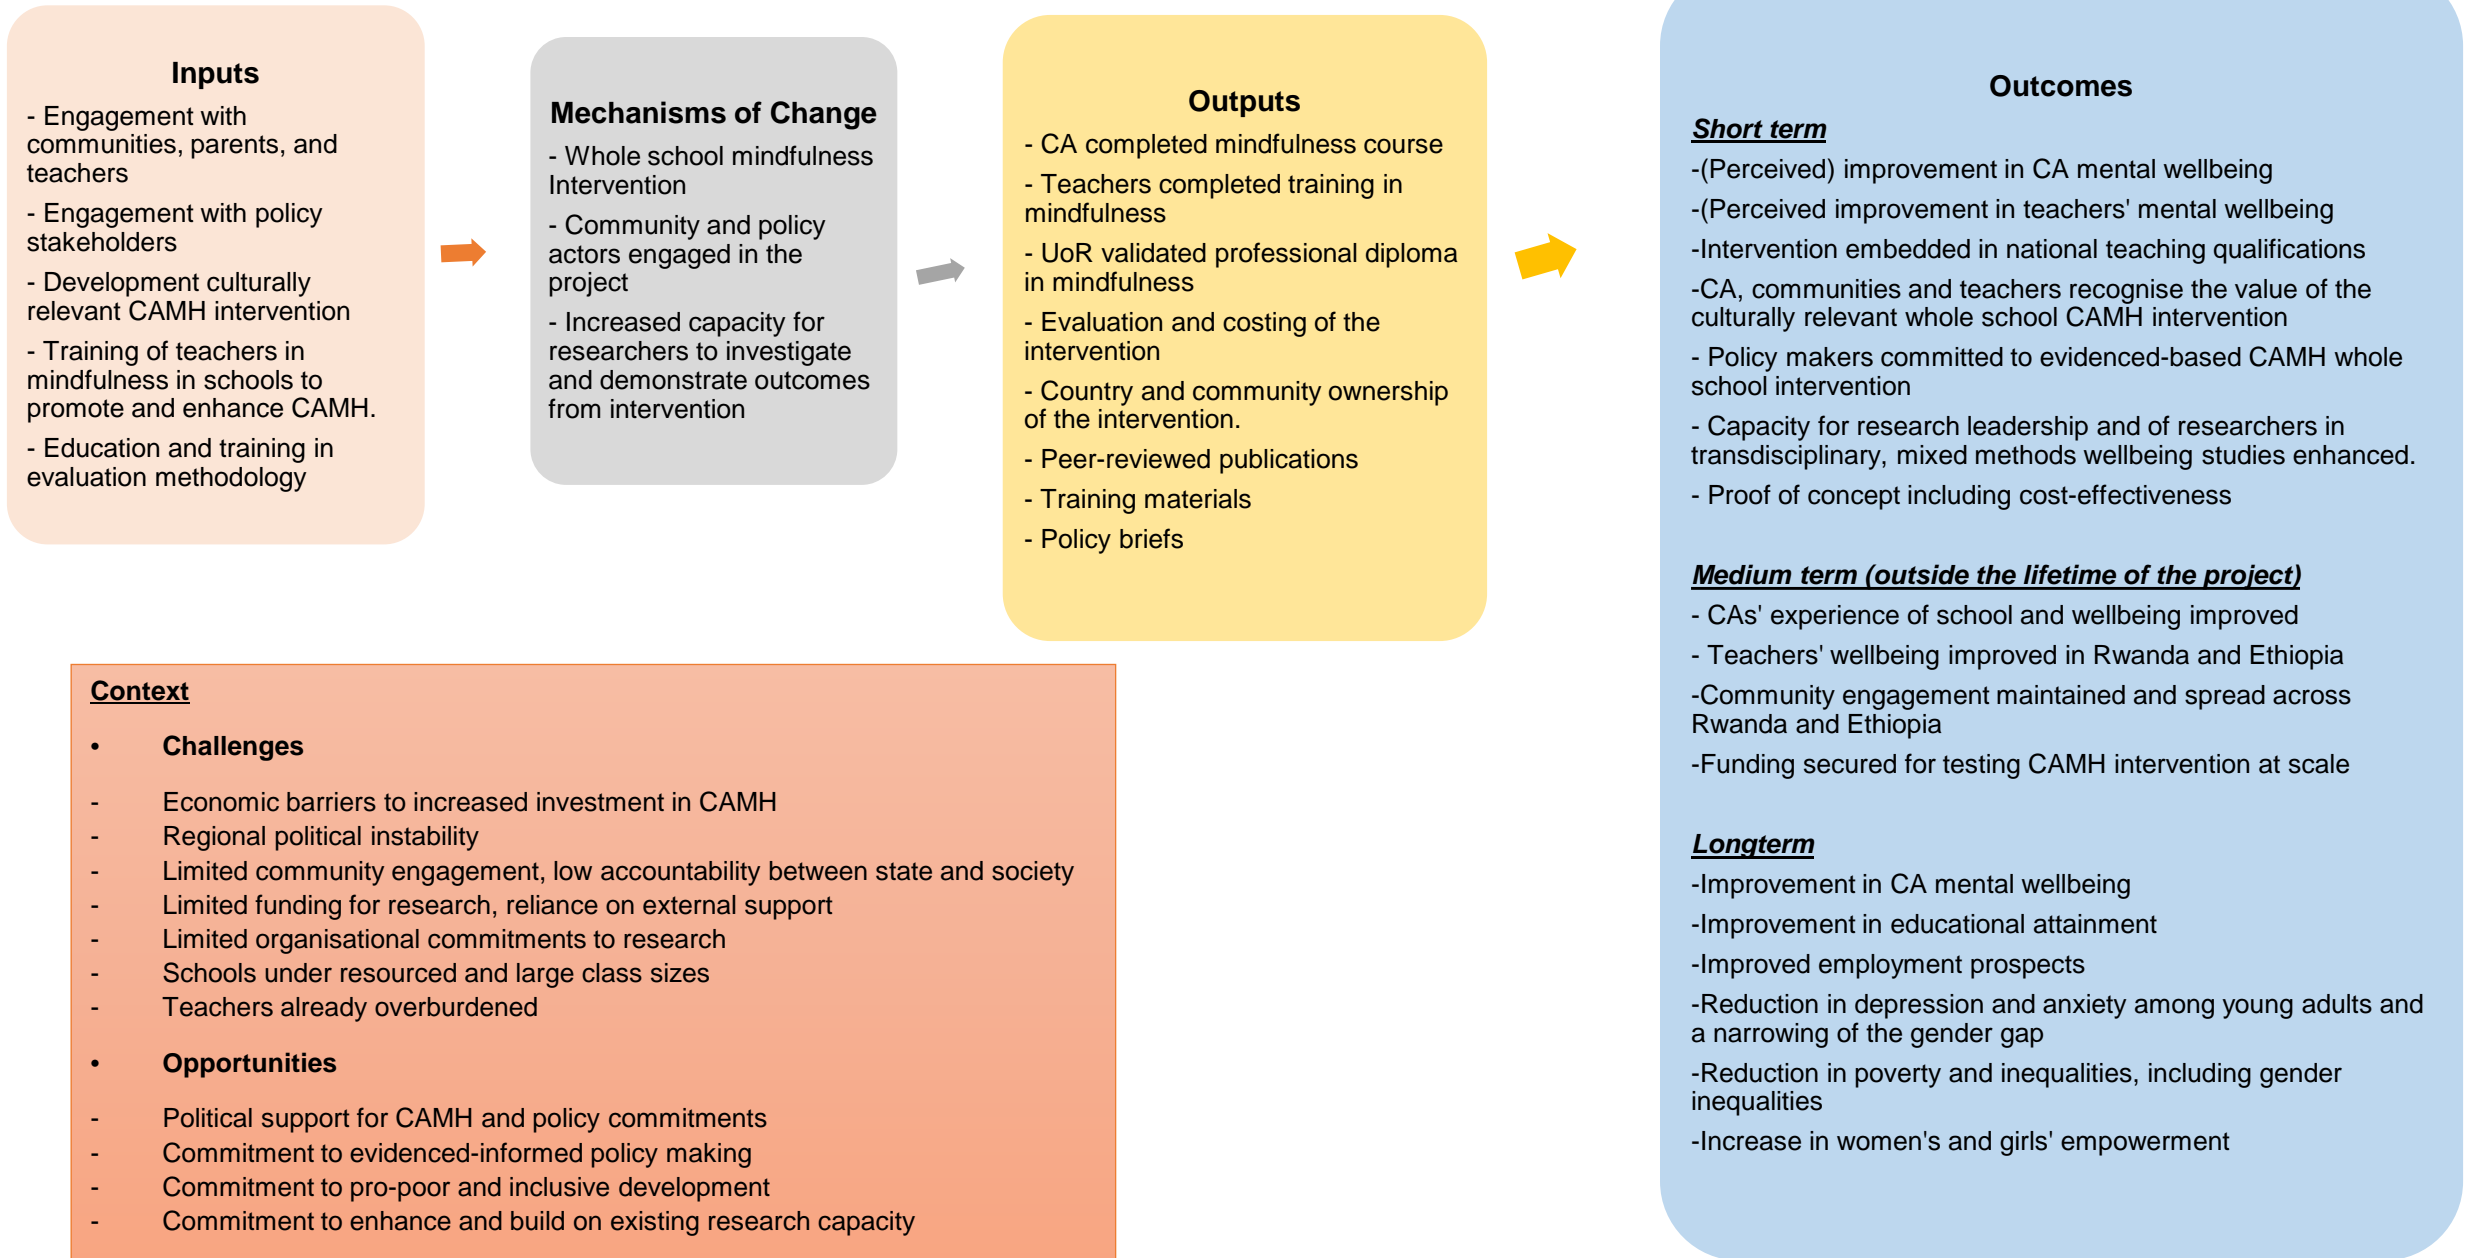 Inputs
- Engagement with
communities, parents, and
teachers
- Engagement with policy
stakeholders
- Development culturally
relevant CAMH intervention
- Training of teachers in
mindfulness in schools to
promote and enhance CAMH.
- Education and training in
evaluation methodology
Mechanisms of Change
- Whole school mindfulness
Intervention
- Community and policy
actors engaged in the
project
- Increased capacity for
researchers to investigate
and demonstrate outcomes
from intervention
Outputs
- CA completed mindfulness course
- Teachers completed training in
mindfulness
- UoR validated professional diploma
in mindfulness
- Evaluation and costing of the
intervention
- Country and community ownership
of the intervention.
- Peer-reviewed publications
- Training materials
- Policy briefs
Outcomes
Short term
-(Perceived) improvement in CA mental wellbeing
-(Perceived improvement in teachers' mental wellbeing
-Intervention embedded in national teaching qualifications
-CA, communities and teachers recognise the value of the
culturally relevant whole school CAMH intervention
- Policy makers committed to evidenced-based CAMH whole
school intervention
- Capacity for research leadership and of researchers in
transdisciplinary, mixed methods wellbeing studies enhanced.
- Proof of concept including cost-effectiveness
Medium term (outside the lifetime of the project)
- CAs' experience of school and wellbeing improved
- Teachers' wellbeing improved in Rwanda and Ethiopia
-Community engagement maintained and spread across
Rwanda and Ethiopia
-Funding secured for testing CAMH intervention at scale
Longterm
-Improvement in CA mental wellbeing
-Improvement in educational attainment
-Improved employment prospects
-Reduction in depression and anxiety among young adults and
a narrowing of the gender gap
-Reduction in poverty and inequalities, including gender
inequalities
-Increase in women's and girls' empowerment
Context
• Challenges
- Economic barriers to increased investment in CAMH
- Regional political instability
- Limited community engagement, low accountability between state and society
- Limited funding for research, reliance on external support
- Limited organisational commitments to research
- Schools under resourced and large class sizes
- Teachers already overburdened
• Opportunities
- Political support for CAMH and policy commitments
- Commitment to evidenced-informed policy making
- Commitment to pro-poor and inclusive development
- Commitment to enhance and build on existing research capacity